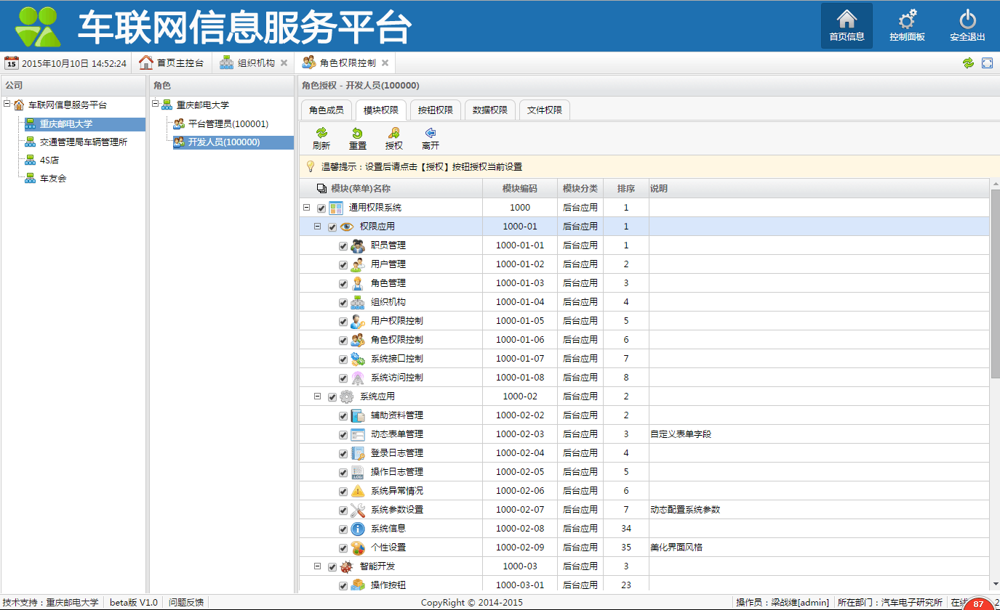 车联网信息服务平台
首页信息 控制面板 安全退出
15 2015年10月10日 14:52:24 首页主控台 组织机构 角色权限控制
公司
车联网信息服务平台
重庆邮电大学
交通管理局车辆管理所
4S店
车友会
角色
重庆邮电大学
平台管理员(100001)
开发人员(100000)
角色授权 - 开发人员(100000)
角色成员 模块权限 按钮权限 数据权限 文件权限
刷新 重置 授权 离开
温馨提示：设置后请点击【授权】按钮授权当前设置
模块(菜单)名称 模块编码 模块分类 排序 说明
通用权限系统 1000 后台应用 1
权限应用 1000-01 后台应用 1
职员管理 1000-01-01 后台应用 1
用户管理 1000-01-02 后台应用 2
角色管理 1000-01-03 后台应用 3
组织机构 1000-01-04 后台应用 4
用户权限控制 1000-01-05 后台应用 5
角色权限控制 1000-01-06 后台应用 6
系统接口控制 1000-01-07 后台应用 7
系统访问控制 1000-01-08 后台应用 8
系统应用 1000-02 后台应用 2
辅助资料管理 1000-02-02 后台应用 2
动态表单管理 1000-02-03 后台应用 3 自定义表单字段
登录日志管理 1000-02-04 后台应用 4
操作日志管理 1000-02-05 后台应用 5
系统异常情况 1000-02-06 后台应用 6
系统参数设置 1000-02-07 后台应用 7 动态配置系统参数
系统信息 1000-02-08 后台应用 34
个性设置 1000-02-09 后台应用 35 美化界面风格
智能开发 1000-03 后台应用 3
操作按钮 1000-03-01 后台应用 23
技术支持：重庆邮电大学 beta版 V1.0 问题反馈 CopyRight © 2014-2015 操作员：梁战维[admin] 所在部门：汽车电子研究所 在线 87 2